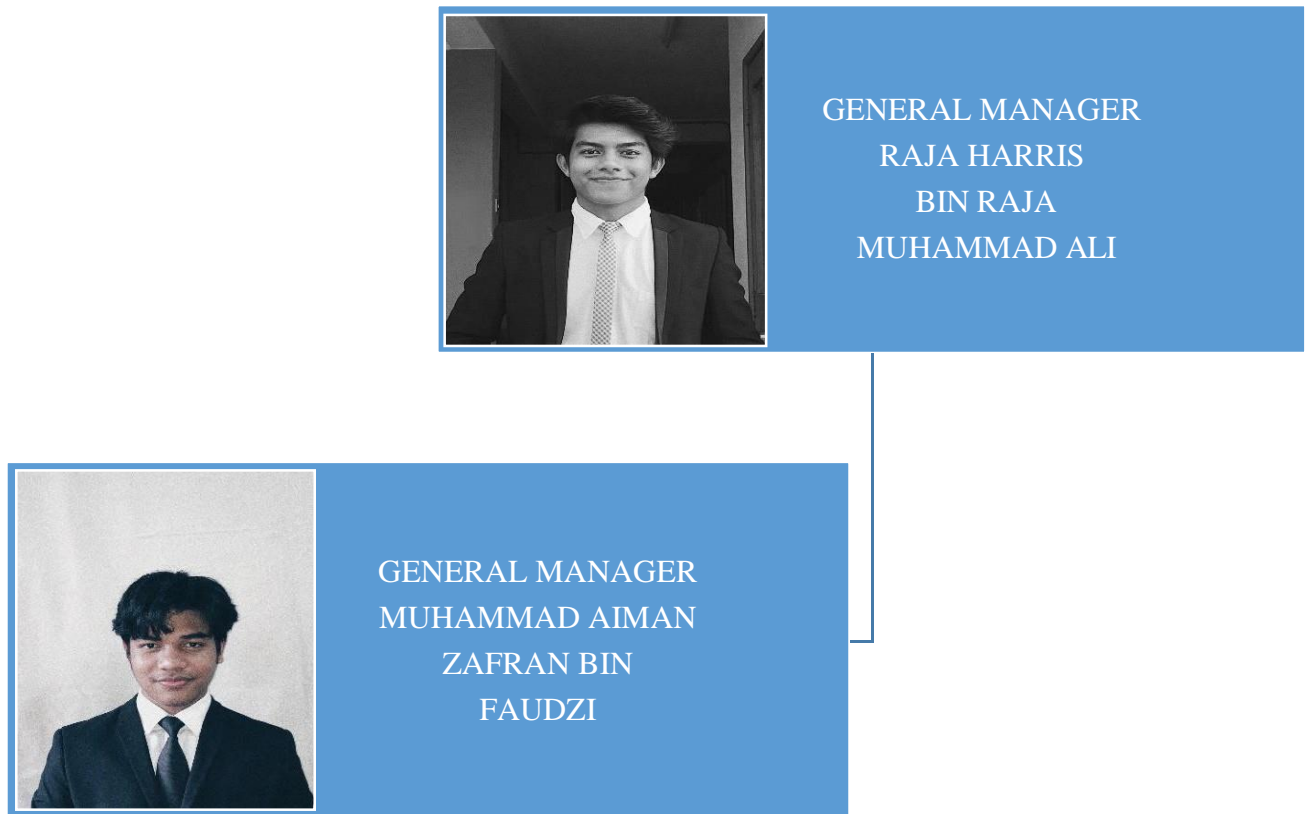 GENERAL MANAGER
RAJA HARRIS
BIN RAJA
MUHAMMAD ALI
GENERAL MANAGER
MUHAMMAD AIMAN
ZAFRAN BIN
FAUDZI